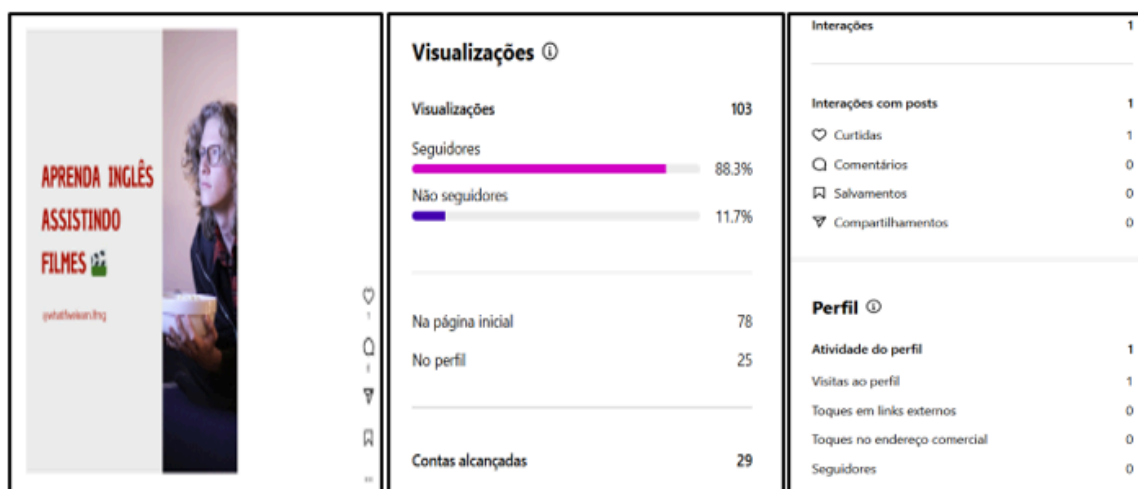 APRENDA INGLÊS
ASSISTINDO
FILMES
1
Visualizações
Visualizações 103
Seguidores
88.3%
Não seguidores
11.7%
Na página inicial 78
No perfil 25
Contas alcançadas 29
Interações 1
Interações com posts 1
Curtidas 1
Comentários 0
Salvamentos 0
Compartilhamentos 0
Perfil
Atividade do perfil 1
Visitas ao perfil 1
Toques em links externos 0
Toques no endereço comercial 0
Seguidores 0